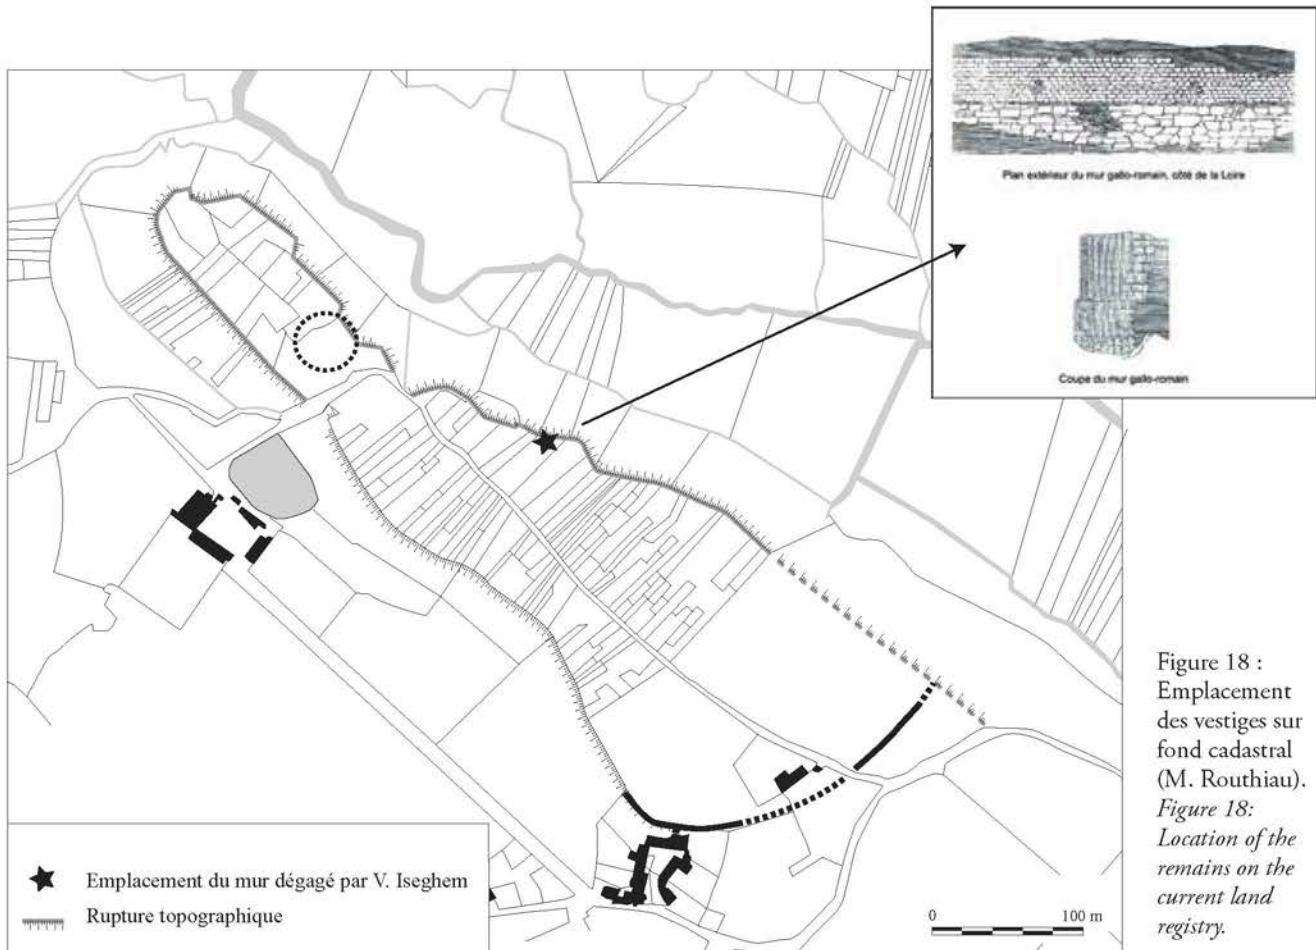 Plan extérieur du mur gallo-romain, côté de la Loire
Coupe du mur gallo-romain
Emplacement du mur dégagé par V. Iseghem
Rupture topographique
0 100 m
Figure 18 :
Emplacement
des vestiges sur
fond cadastral
(M. Routhiau).
Figure 18:
Location of the
remains on the
current land
registry.